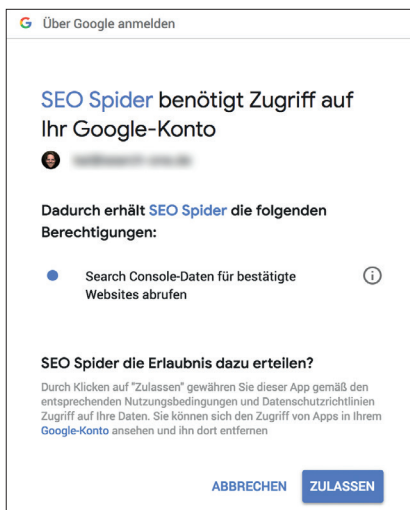 Über Google anmelden
SEO Spider benötigt Zugriff auf
Ihr Google-Konto
Dadurch erhält SEO Spider die folgenden
Berechtigungen:
Search Console-Daten für bestätigte
Websites abrufen
SEO Spider die Erlaubnis dazu erteilen?
Durch Klicken auf "Zulassen" gewähren Sie dieser App gemäß den
entsprechenden Nutzungsbedingungen und Datenschutzrichtlinien
Zugriff auf Ihre Daten. Sie können sich den Zugriff von Apps in Ihrem
Google-Konto ansehen und ihn dort entfernen
ABBRECHEN ZULASSEN